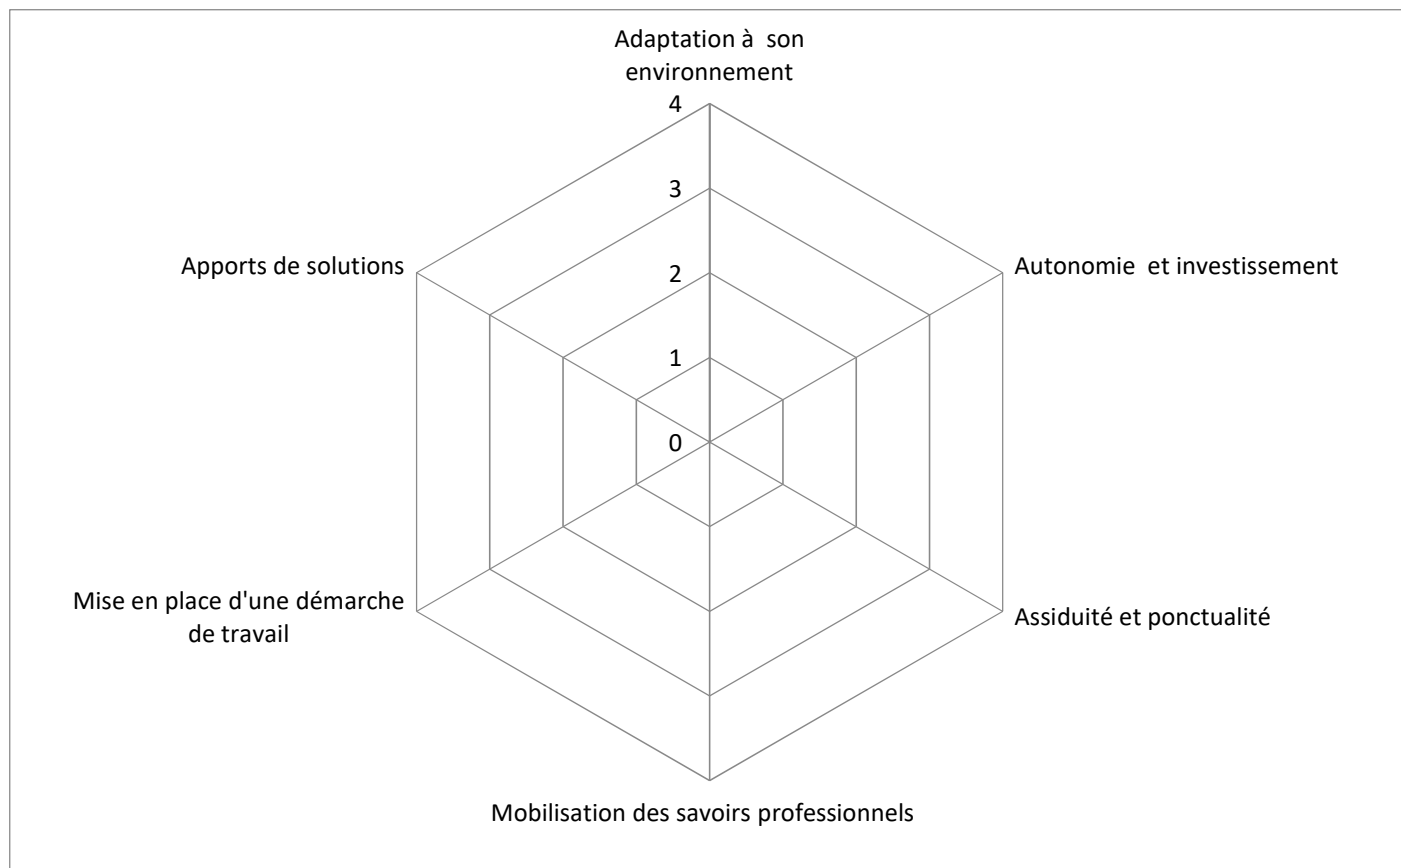 Adaptation à  son
environnement
4
3
Apports de solutions
2
Autonomie  et investissement
1
0
Mise en place d'une démarche
de travail
Assiduité et ponctualité
Mobilisation des savoirs professionnels